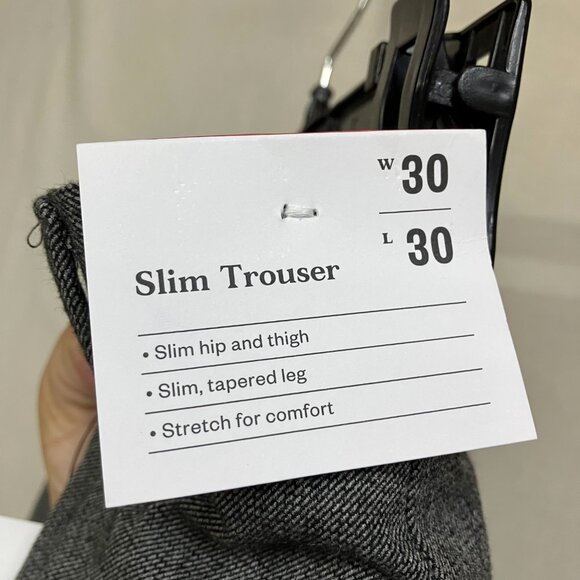 W 30
L 30
Slim Trouser
• Slim hip and thigh
• Slim, tapered leg
• Stretch for comfort